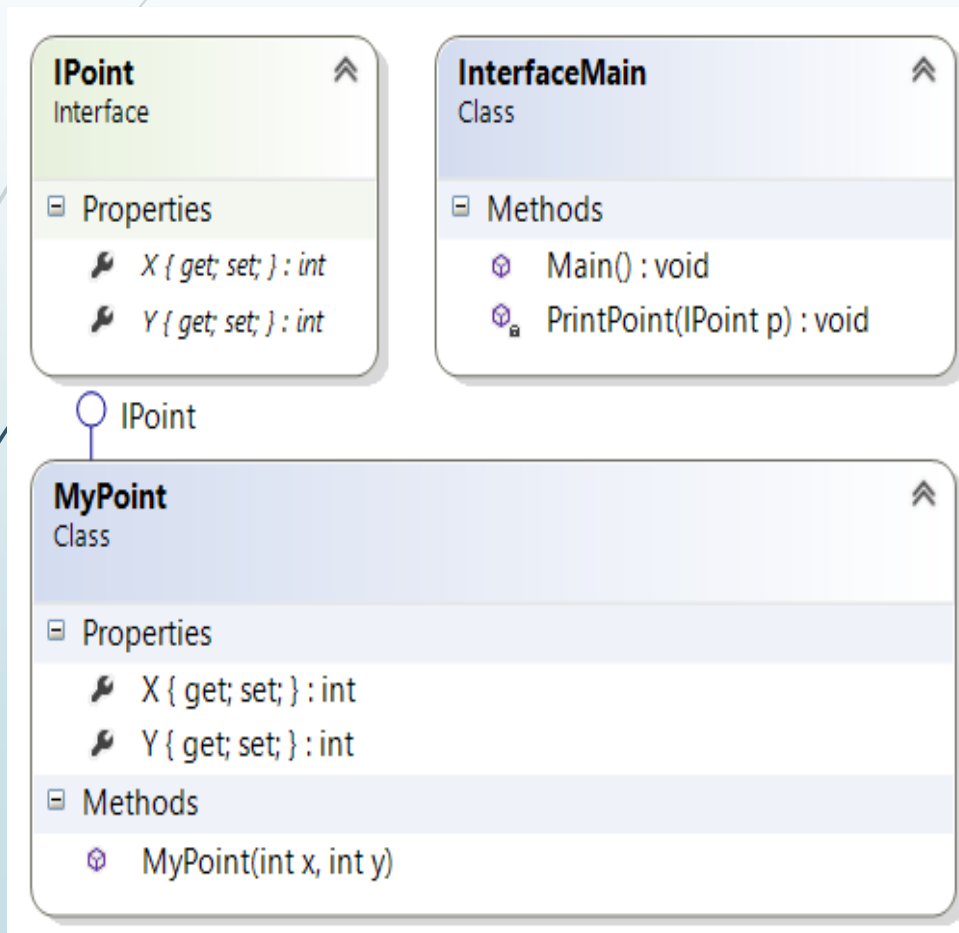 IPoint
Interface
Properties
X { get; set; } : int
Y { get; set; } : int
InterfaceMain
Class
Methods
Main() : void
PrintPoint(IPoint p) : void
IPoint
MyPoint
Class
Properties
X { get; set; } : int
Y { get; set; } : int
Methods
MyPoint(int x, int y)